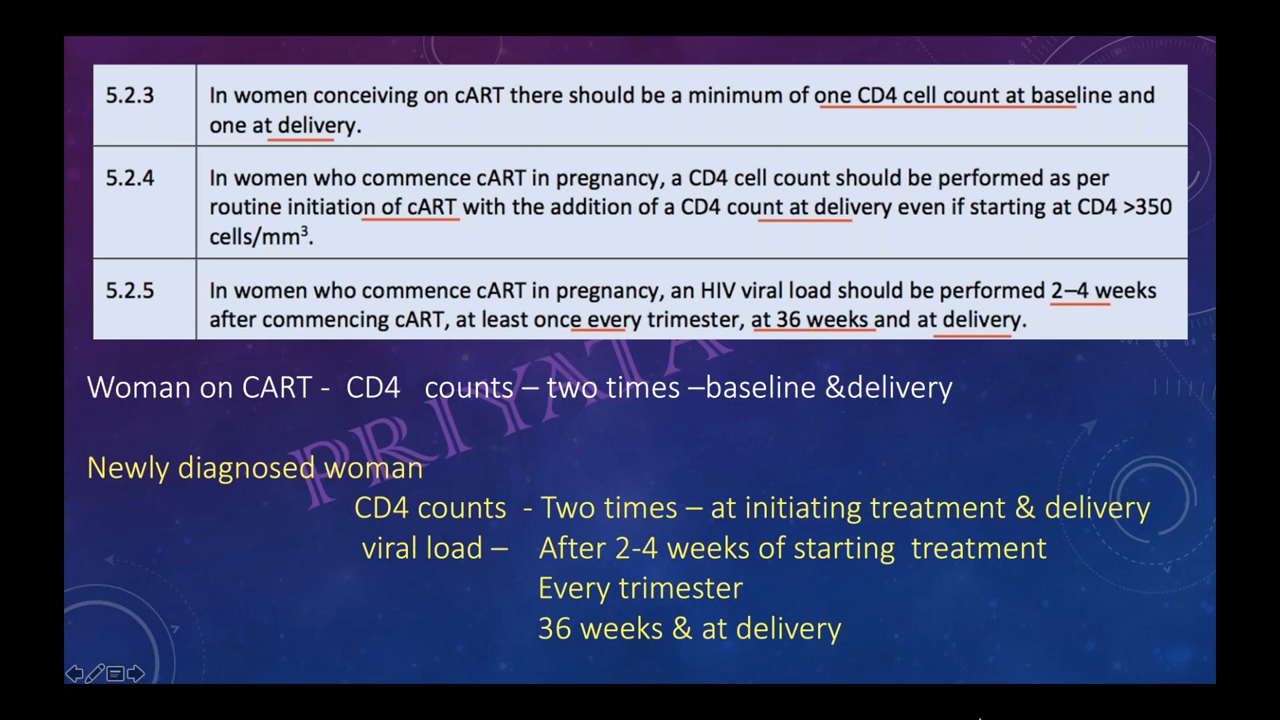 5.2.3 In women conceiving on cART there should be a minimum of one CD4 cell count at baseline and
one at delivery.
5.2.4 In women who commence cART in pregnancy, a CD4 cell count should be performed as per
routine initiation of cART with the addition of a CD4 count at delivery even if starting at CD4 >350
cells/mm³.
5.2.5 In women who commence cART in pregnancy, an HIV viral load should be performed 2–4 weeks
after commencing cART, at least once every trimester, at 36 weeks and at delivery.
Woman on CART - CD4 counts – two times –baseline &delivery
PRIYATA
Newly diagnosed woman
CD4 counts - Two times – at initiating treatment & delivery
viral load – After 2-4 weeks of starting treatment
Every trimester
36 weeks & at delivery